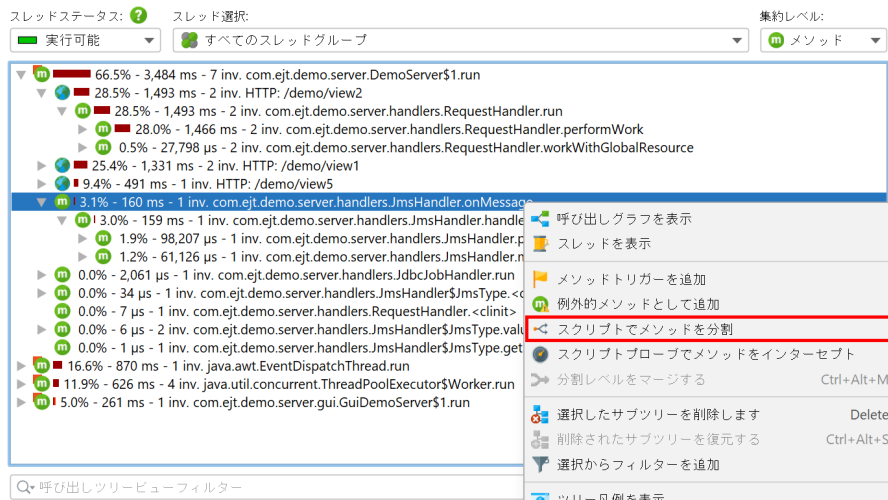 スレッドステータス: ?
スレッド選択:
集約レベル:
実行可能
すべてのスレッドグループ
m メソッド
66.5% - 3,484 ms - 7 inv. com.ejt.demo.server.DemoServer$1.run
28.5% - 1,493 ms - 2 inv. HTTP: /demo/view2
28.5% - 1,493 ms - 2 inv. com.ejt.demo.server.handlers.RequestHandler.run
28.0% - 1,466 ms - 2 inv. com.ejt.demo.server.handlers.RequestHandler.performWork
0.5% - 27,798 µs - 2 inv. com.ejt.demo.server.handlers.RequestHandler.workWithGlobalResource
25.4% - 1,331 ms - 2 inv. HTTP: /demo/view1
9.4% - 491 ms - 1 inv. HTTP: /demo/view5
3.1% - 160 ms - 1 inv. com.ejt.demo.server.handlers.JmsHandler.onMessage
3.0% - 159 ms - 1 inv. com.ejt.demo.server.handlers.JmsHandler.handle
1.9% - 98,207 µs - 1 inv. com.ejt.demo.server.handlers.JmsHandler.
1.2% - 61,126 µs - 1 inv. com.ejt.demo.server.handlers.JmsHandler.
0.0% - 2,061 µs - 1 inv. com.ejt.demo.server.handlers.JdbcJobHandler.run
0.0% - 34 µs - 1 inv. com.ejt.demo.server.handlers.JmsHandler$JmsType.<c
0.0% - 7 µs - 1 inv. com.ejt.demo.server.handlers.RequestHandler.<clinit>
0.0% - 6 µs - 2 inv. com.ejt.demo.server.handlers.JmsHandler$JmsType.valu
0.0% - 1 µs - 1 inv. com.ejt.demo.server.handlers.JmsHandler$JmsType.get
16.6% - 870 ms - 1 inv. java.awt.EventDispatchThread.run
11.9% - 626 ms - 4 inv. java.util.concurrent.ThreadPoolExecutor$Worker.run
5.0% - 261 ms - 1 inv. com.ejt.demo.server.gui.GuiDemoServer$1.run
呼び出しツリービューフィルター
呼び出しグラフを表示
スレッドを表示
メソッドトリガーを追加
例外的メソッドとして追加
スクリプトでメソッドを分割
スクリプトプローブでメソッドをインターセプト
分割レベルをマージする Ctrl+Alt+M
選択したサブツリーを削除します Delete
削除されたサブツリーを復元する Ctrl+Alt+S
選択からフィルターを追加
ツリー凡例を表示